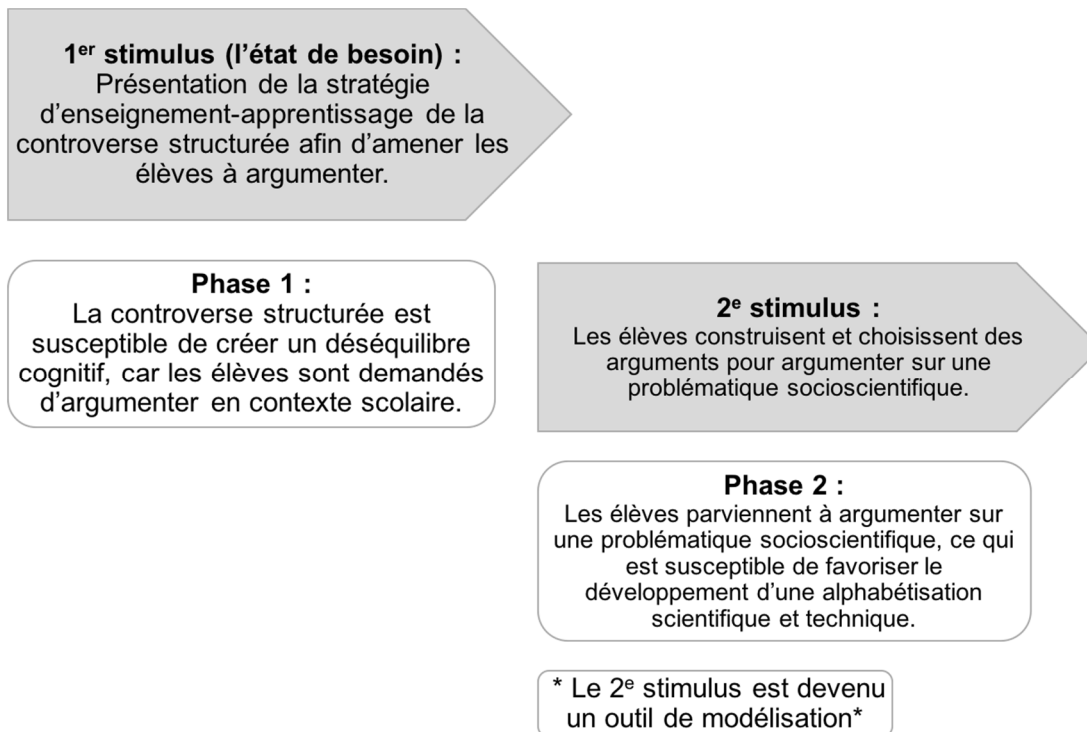 1er stimulus (l’état de besoin) :
Présentation de la stratégie
d’enseignement-apprentissage de la
controverse structurée afin d’amener les
élèves à argumenter.
Phase 1 :
La controverse structurée est
susceptible de créer un déséquilibre
cognitif, car les élèves sont demandés
d’argumenter en contexte scolaire.
2e stimulus :
Les élèves construisent et choisissent des
arguments pour argumenter sur une
problématique socioscientifique.
Phase 2 :
Les élèves parviennent à argumenter sur
une problématique socioscientifique, ce qui
est susceptible de favoriser le
développement d’une alphabétisation
scientifique et technique.
* Le 2e stimulus est devenu
un outil de modélisation*